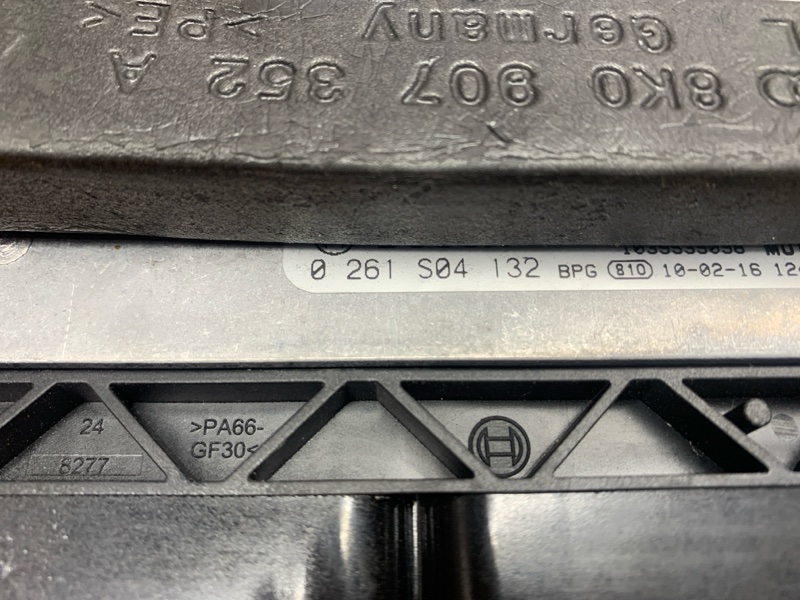 >PE<
Germany
8K0 907 352 A
0 261 S04 132 BPG 810 10-02-16
24
>PA66-
GF30<
8277